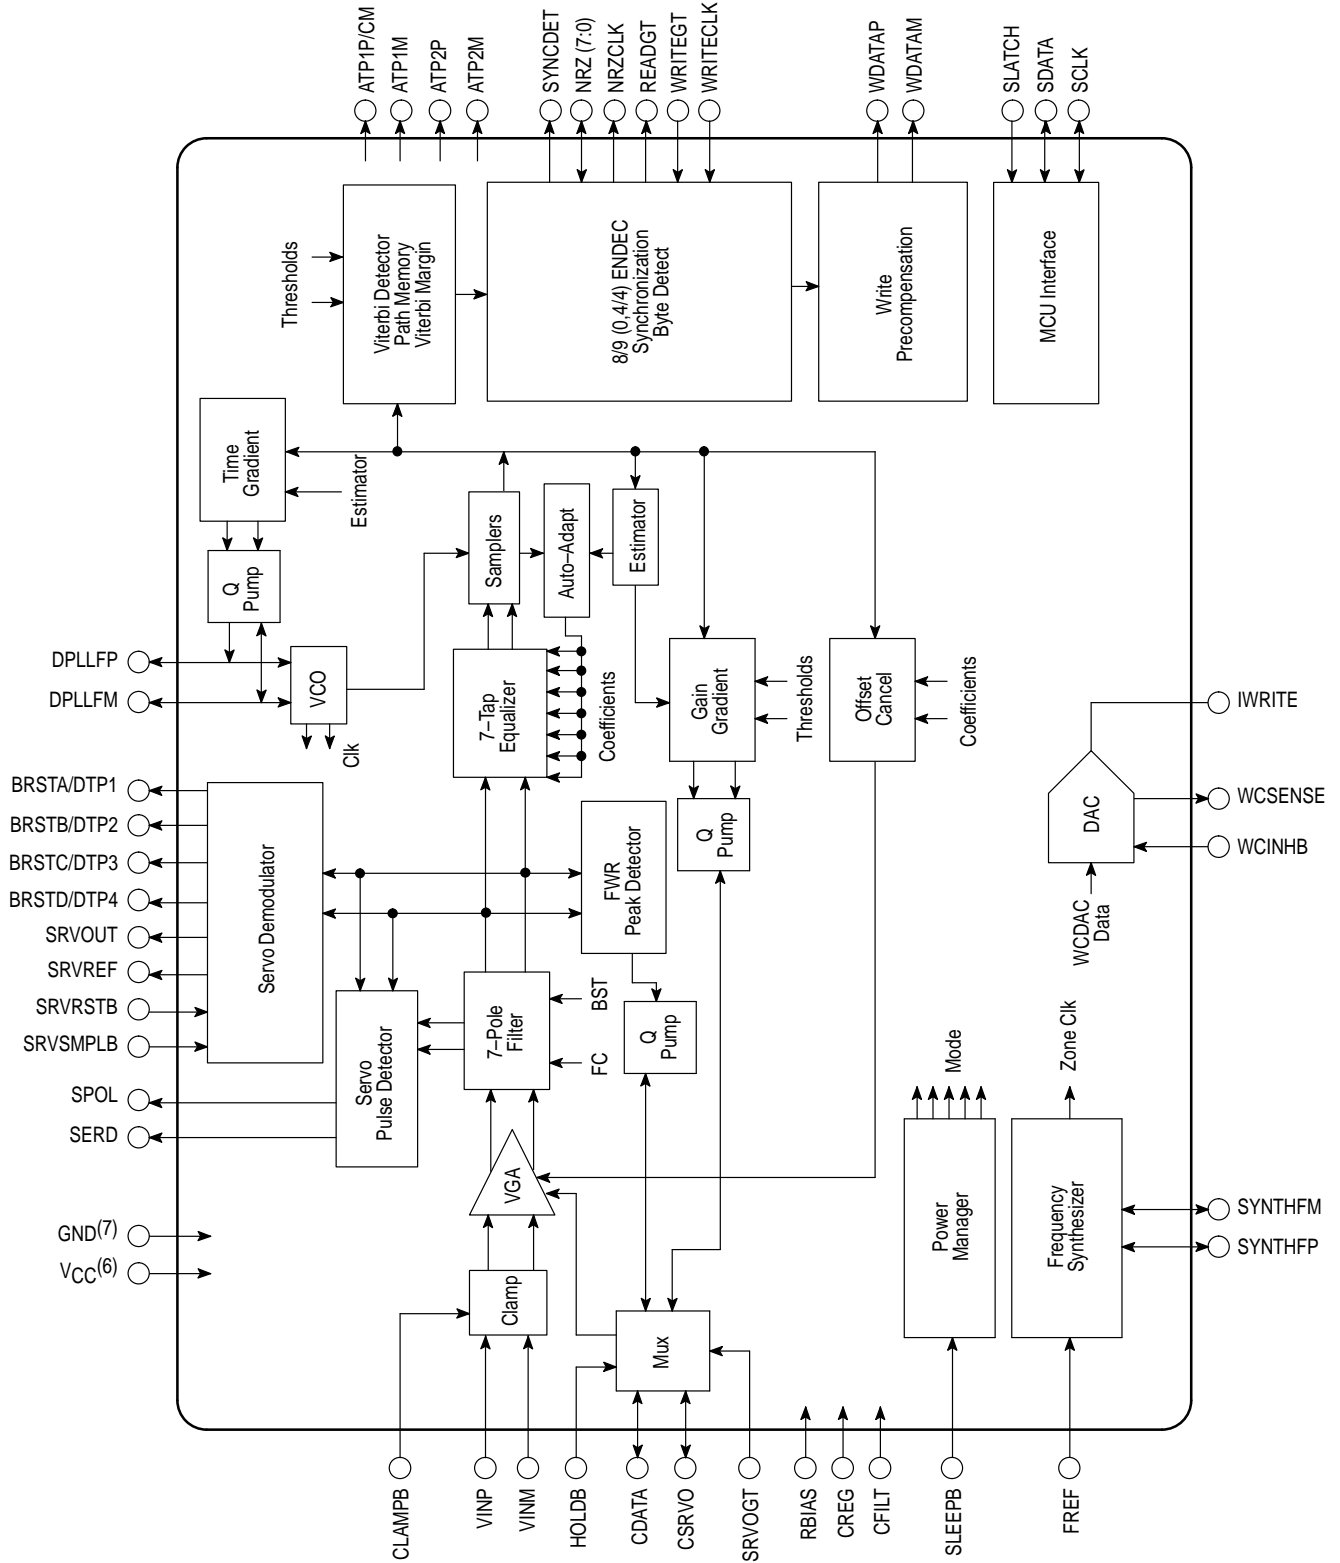 ATP1P/CM
ATP1M
ATP2P
ATP2M
SYNCDET
NRZ (7:0)
NRZCLK
READGT
WRITEGT
WRITECLK
WDATAP
WDATAM
SLATCH
SDATA
SCLK
Thresholds
Viterbi Detector
Path Memory
Viterbi Margin
8/9 (0,4/4) ENDEC
Synchronization
Byte Detect
Write
Precompensation
MCU Interface
Time
Gradient
Estimator
Q
Pump
Samplers
Auto–Adapt
Estimator
DPLLFP
DPLLFM
VCO
Clk
7–Tap
Equalizer
Coefficients
Gain
Gradient
Thresholds
Offset
Cancel
Coefficients
IWRITE
WCSENSE
WCINHB
DAC
WCDAC
Data
BRSTA/DTP1
BRSTB/DTP2
BRSTC/DTP3
BRSTD/DTP4
SRVOUT
SRVREF
SRVRSTB
SRVSMPLB
Servo Demodulator
FWR
Peak Detector
Q
Pump
SPOL
SERD
Servo
Pulse Detector
7–Pole
Filter
BST
FC
Q
Pump
Mode
Zone Clk
VGA
GND(7)
VCC(6)
Clamp
Mux
Power
Manager
Frequency
Synthesizer
SYNTHFM
SYNTHFP
CLAMPB
VINP
VINM
HOLDB
CDATA
CSRVO
SRVOGT
RBIAS
CREG
CFILT
SLEEPB
FREF